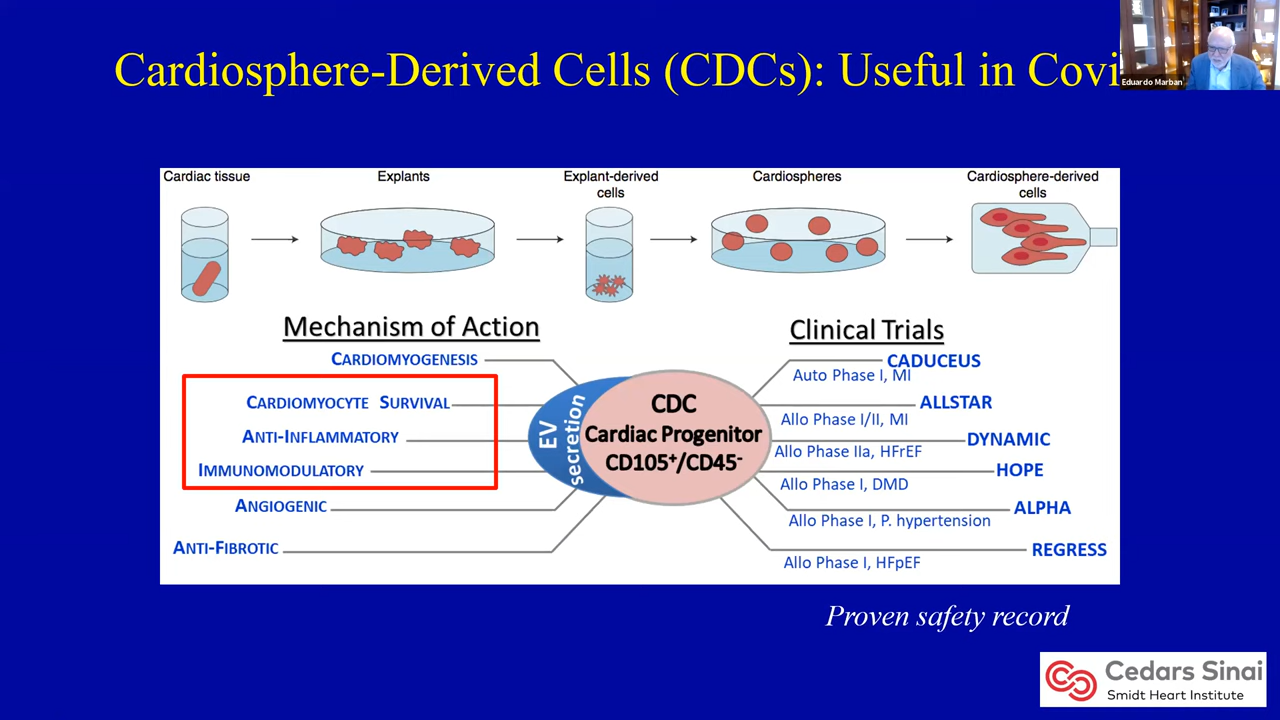 Cardiosphere-Derived Cells (CDCs): Useful in Covi
Eduardo Marban
Cardiac tissue
Explants
Explant-derived
cells
Cardiospheres
Cardiosphere-derived
cells
Mechanism of Action
Clinical Trials
CARDIOMYOGENESIS
CARDIOMYOCYTE SURVIVAL
ANTI-INFLAMMATORY
IMMUNOMODULATORY
ANGIOGENIC
ANTI-FIBROTIC
EV
secretion
CDC
Cardiac Progenitor
CD105⁺/CD45⁻
CADUCEUS
Auto Phase I, MI
ALLSTAR
Allo Phase I/II, MI
DYNAMIC
Allo Phase IIa, HFrEF
HOPE
Allo Phase I, DMD
ALPHA
Allo Phase I, P. hypertension
REGRESS
Allo Phase I, HFpEF
Proven safety record
Cedars Sinai
Smidt Heart Institute